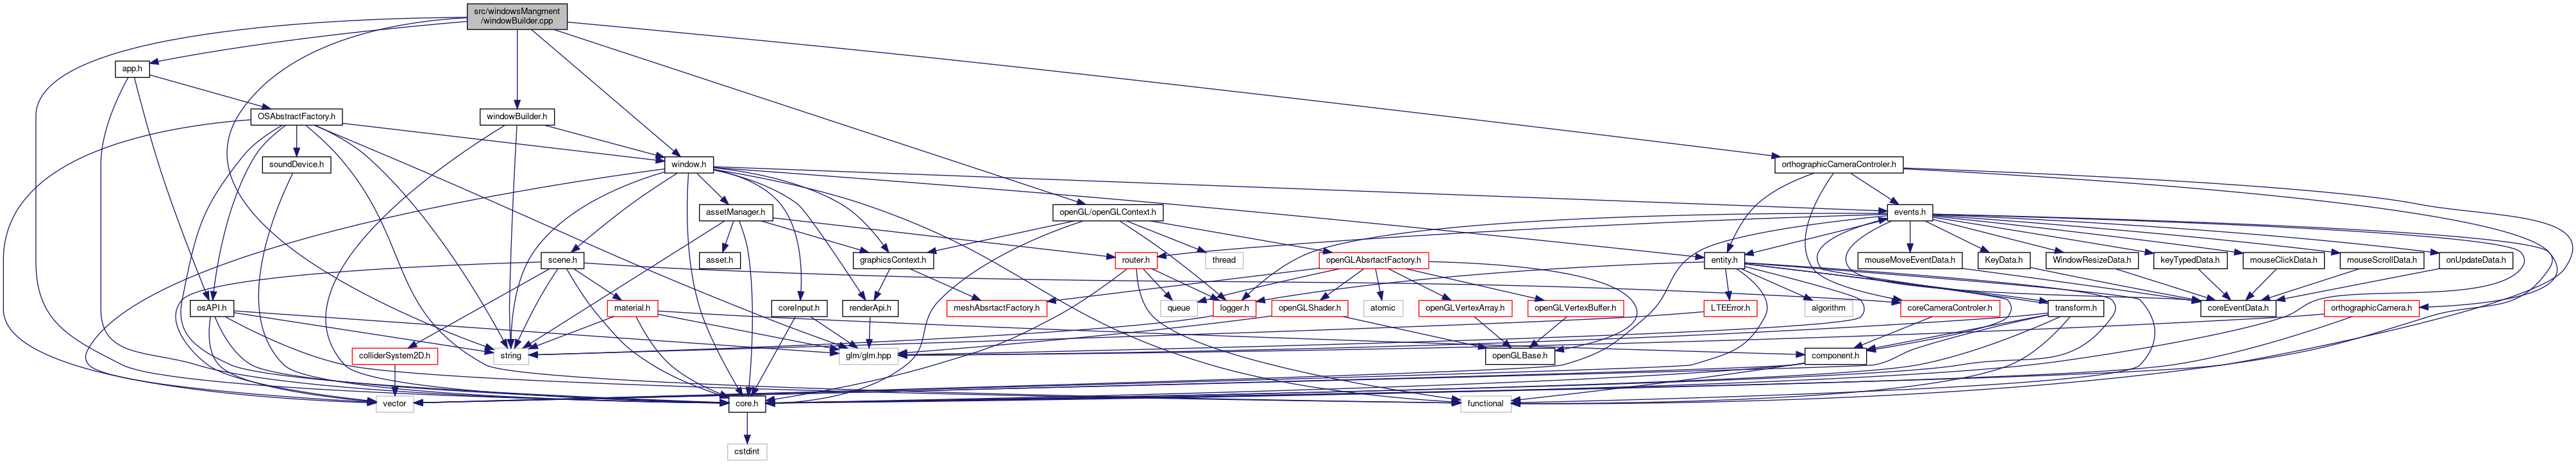 src/windowsMangment
/windowBuilder.cpp
app.h
OSAbstractFactory.h
windowBuilder.h
soundDevice.h
window.h
orthographicCameraControler.h
assetManager.h
openGL/openGLContext.h
events.h
scene.h
asset.h
graphicsContext.h
router.h
thread
openGLAbsrtactFactory.h
entity.h
mouseMoveEventData.h
KeyData.h
WindowResizeData.h
keyTypedData.h
mouseClickData.h
mouseScrollData.h
onUpdateData.h
osAPI.h
material.h
coreInput.h
renderApi.h
meshAbsrtactFactory.h
queue
logger.h
openGLShader.h
atomic
openGLVertexArray.h
openGLVertexBuffer.h
LTEError.h
algorithm
coreCameraControler.h
transform.h
coreEventData.h
orthographicCamera.h
colliderSystem2D.h
string
glm/glm.hpp
openGLBase.h
component.h
vector
core.h
functional
cstdint